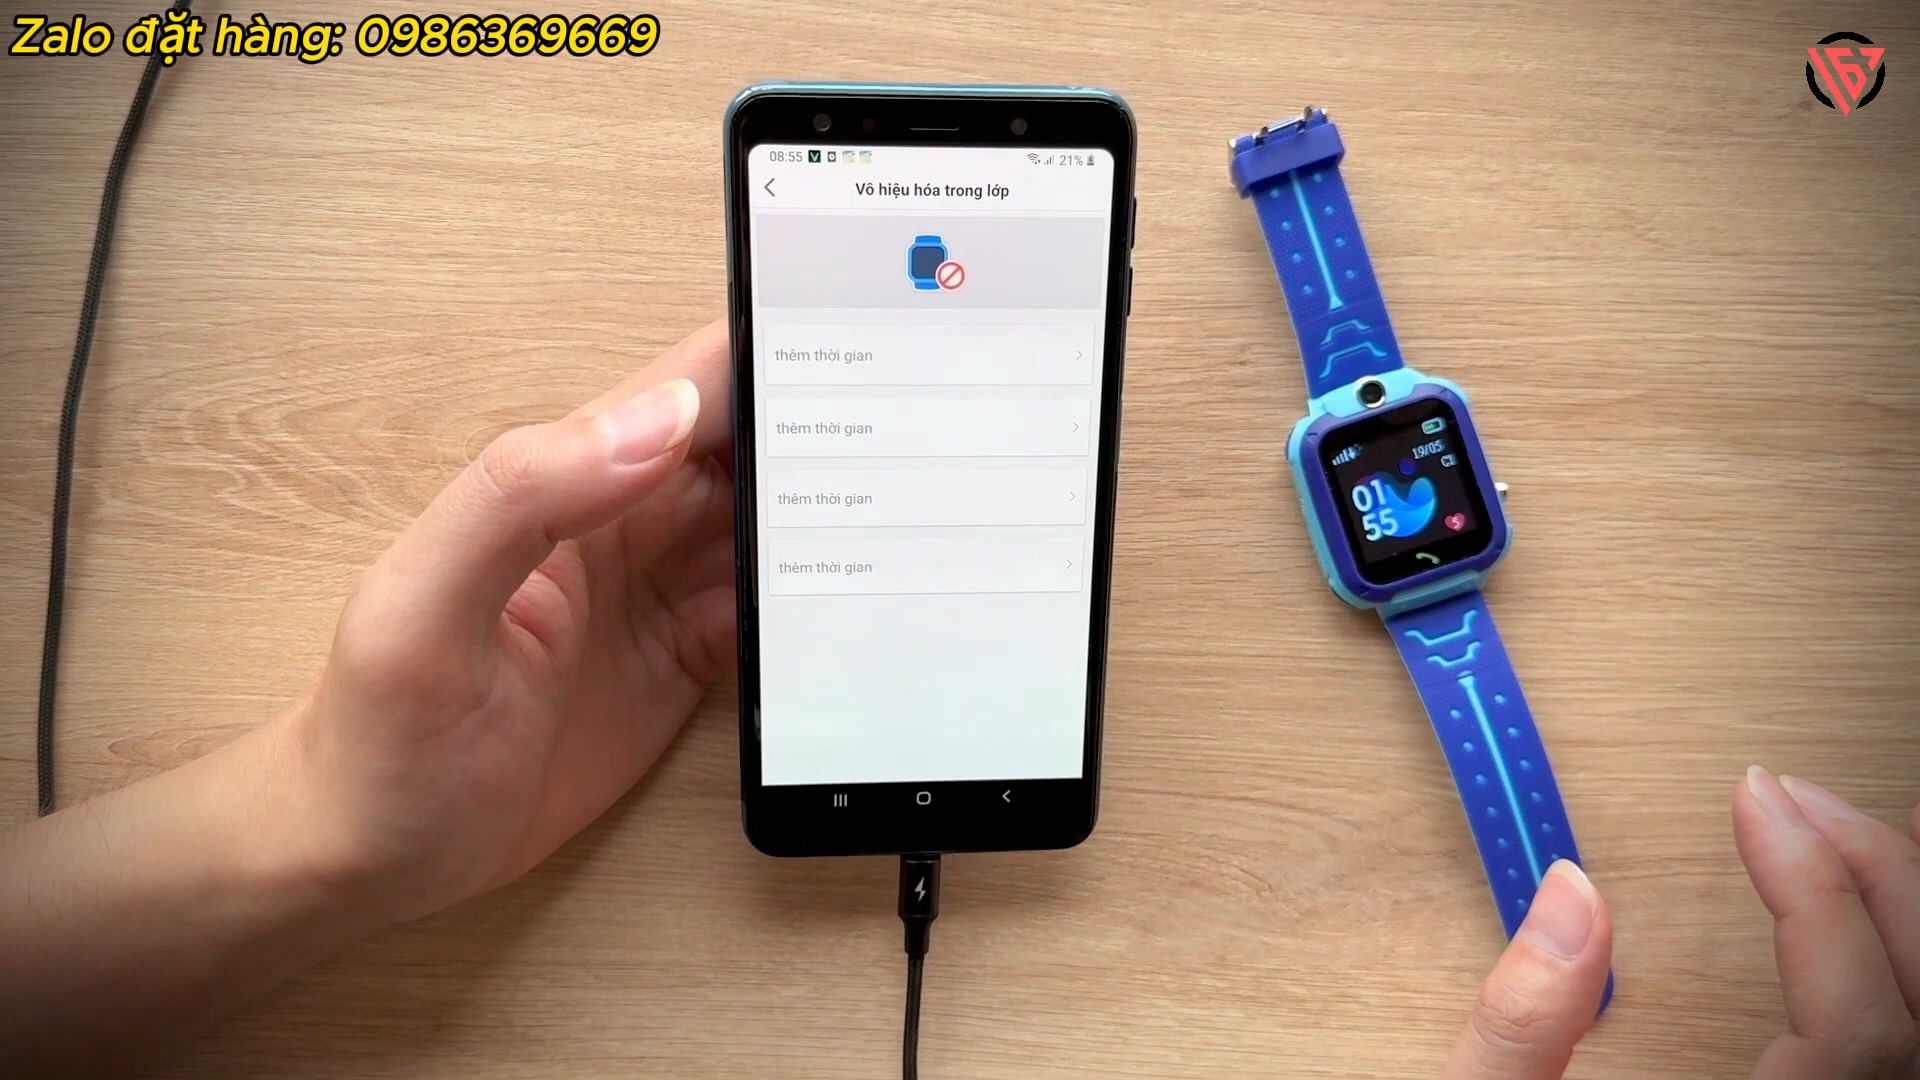 Zalo đặt hàng: 0986369669
08:55
21%
Vô hiệu hóa trong lớp
thêm thời gian
thêm thời gian
thêm thời gian
thêm thời gian
19/05
01
55
5